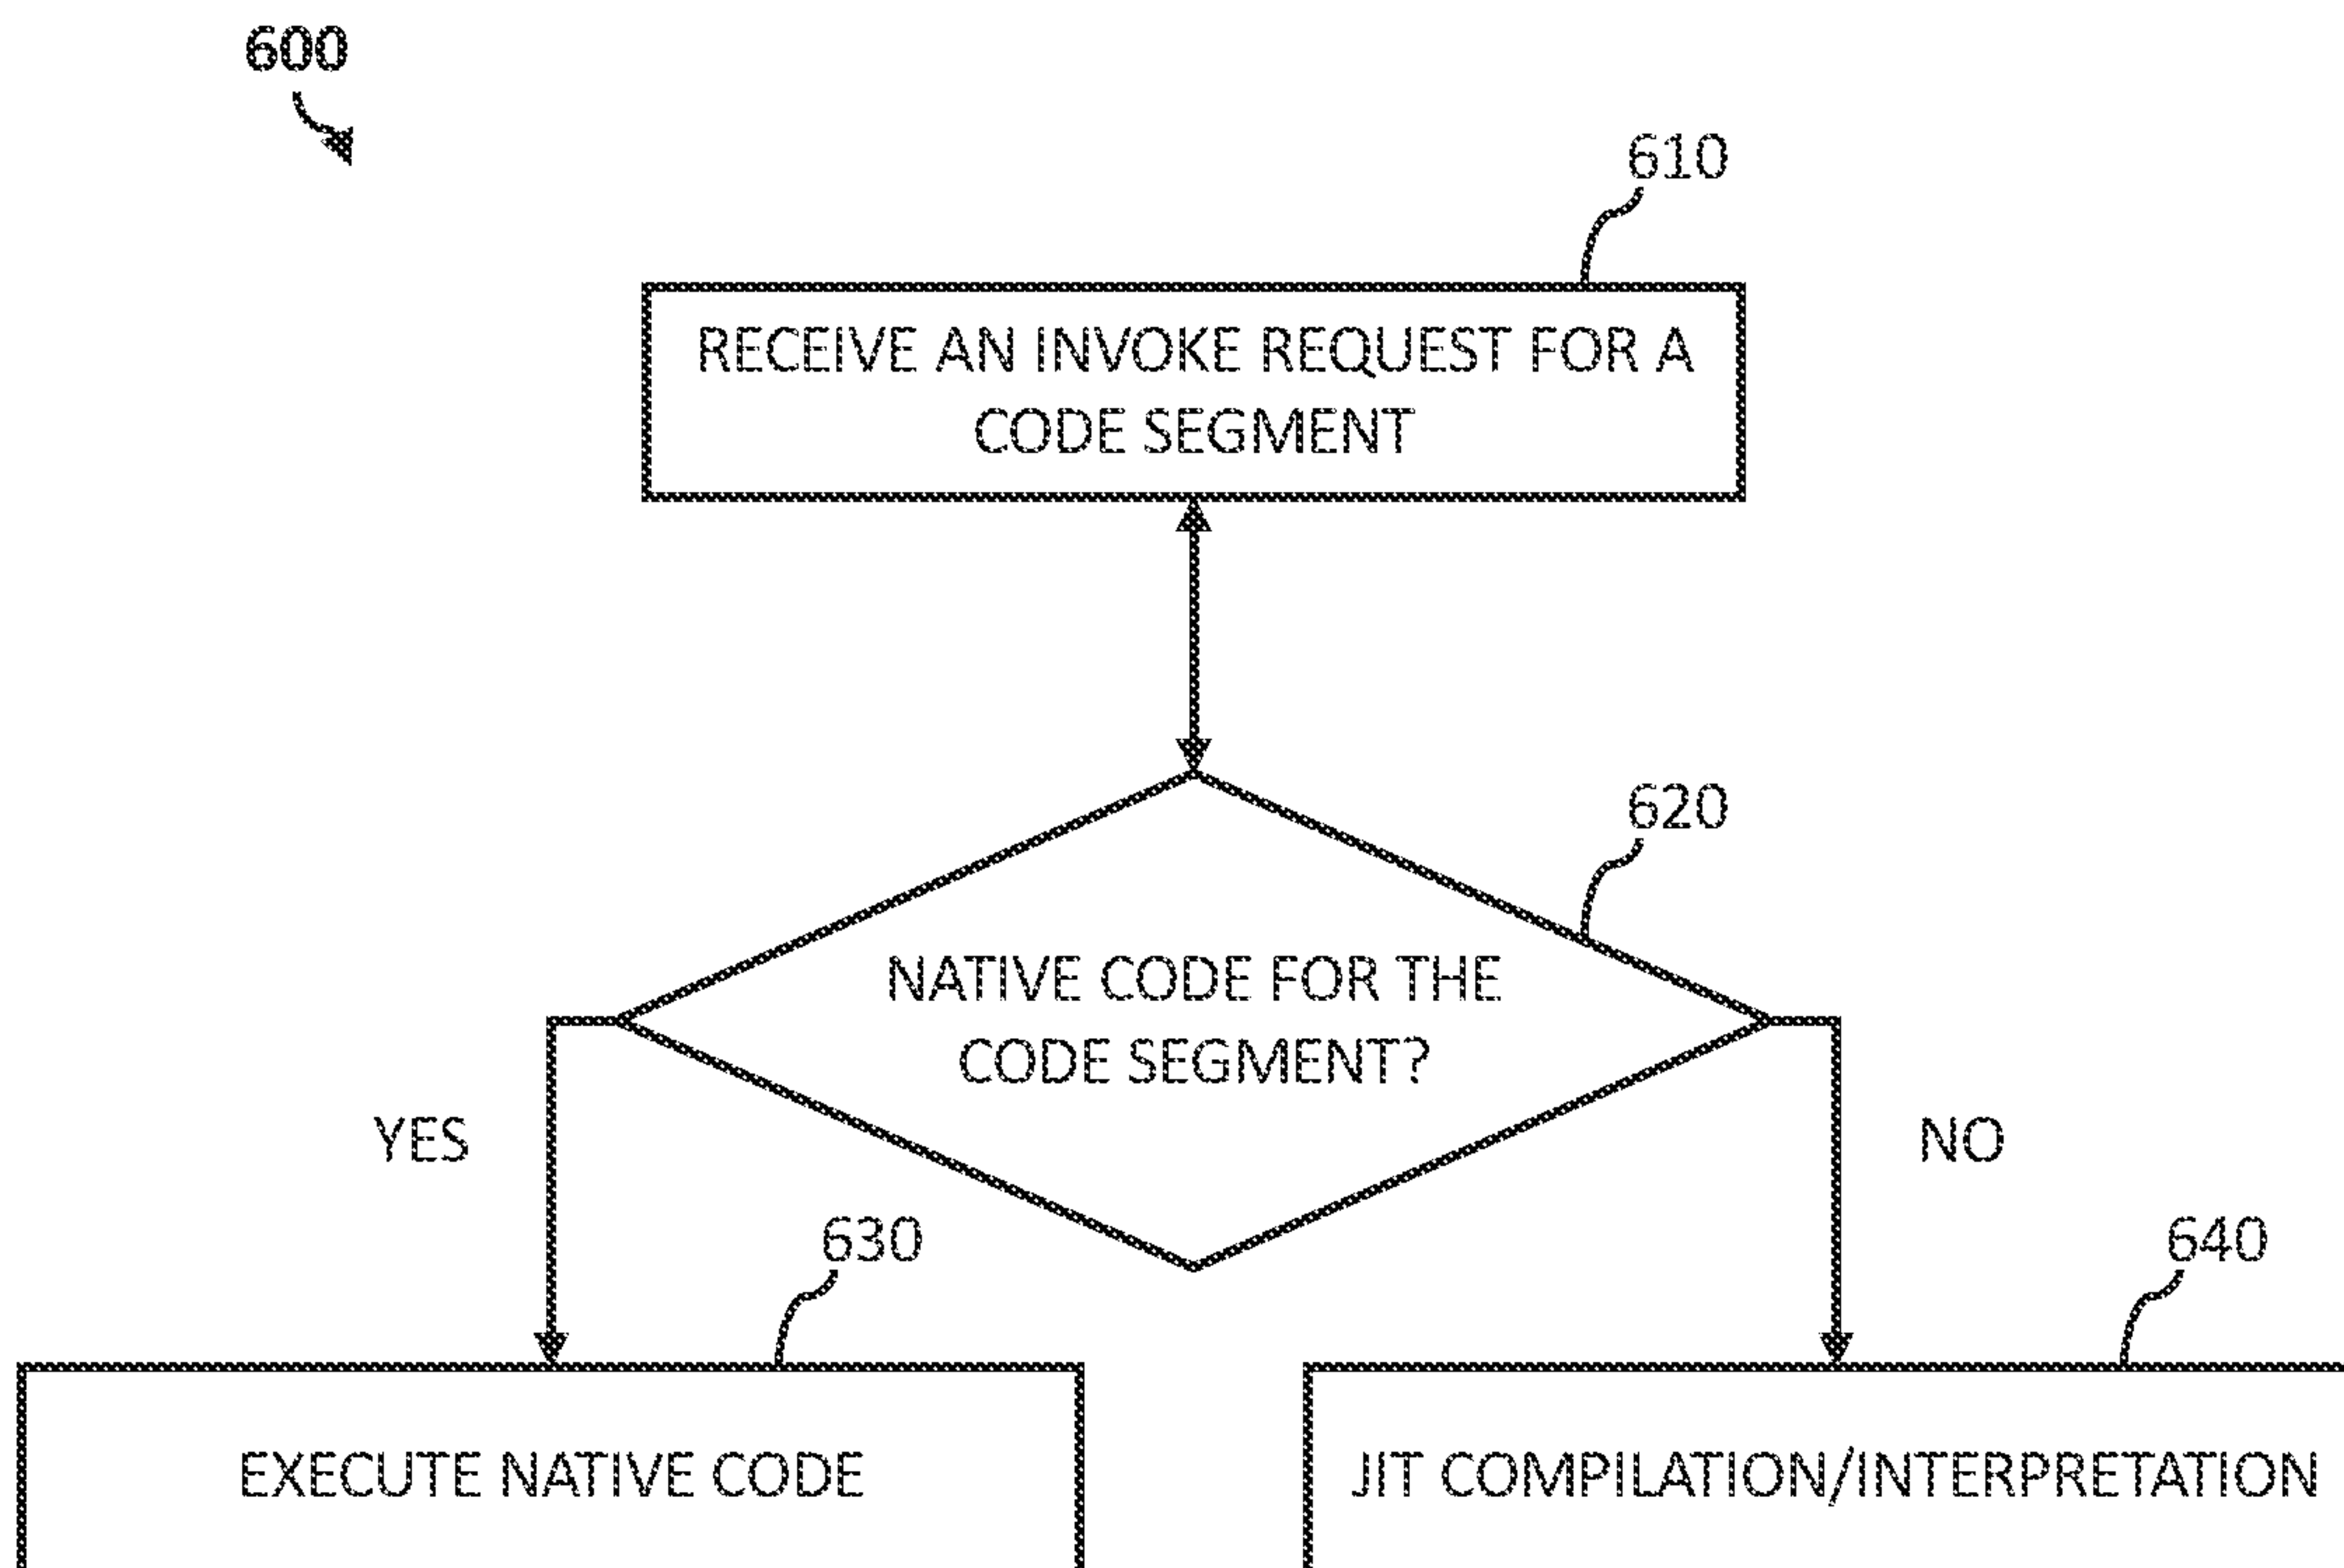 600
610
RECEIVE AN INVOKE REQUEST FOR A
CODE SEGMENT
620
NATIVE CODE FOR THE
CODE SEGMENT?
YES
NO
630
640
EXECUTE NATIVE CODE
JIT COMPILATION/INTERPRETATION